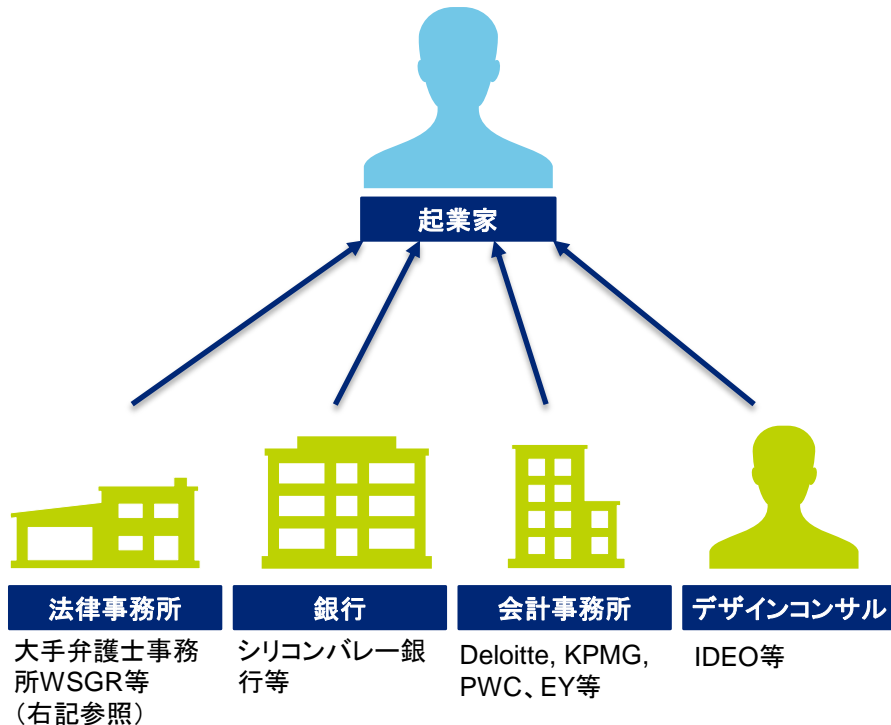 起業家
法律事務所
銀行
会計事務所
デザインコンサル
大手弁護士事務
所WSGR等
（右記参照）
シリコンバレー銀
行等
Deloitte, KPMG,
PWC、EY等
IDEO等